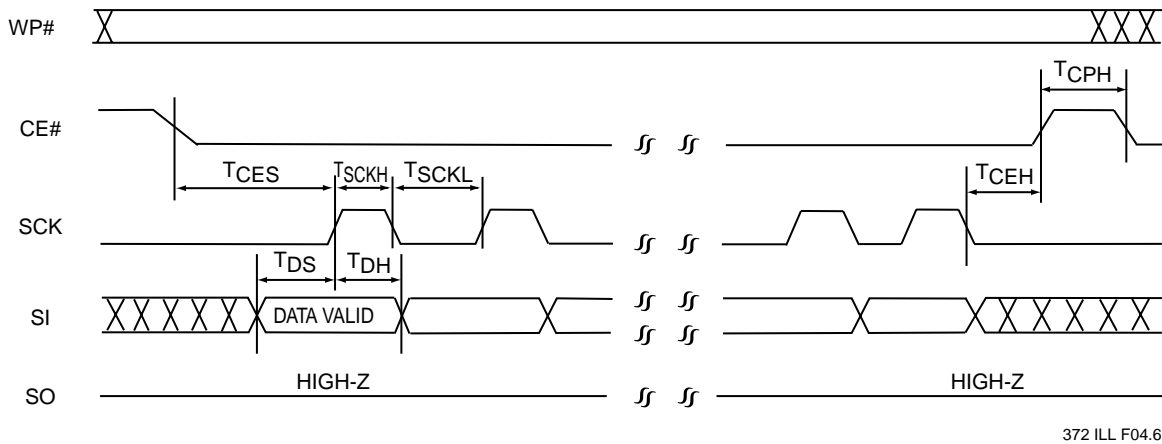 WP#
TCPH
CE#
TCES TSCKH TSCKL TCEH
SCK
TDS TDH
SI DATA VALID
HIGH-Z HIGH-Z
SO
372 ILL F04.6